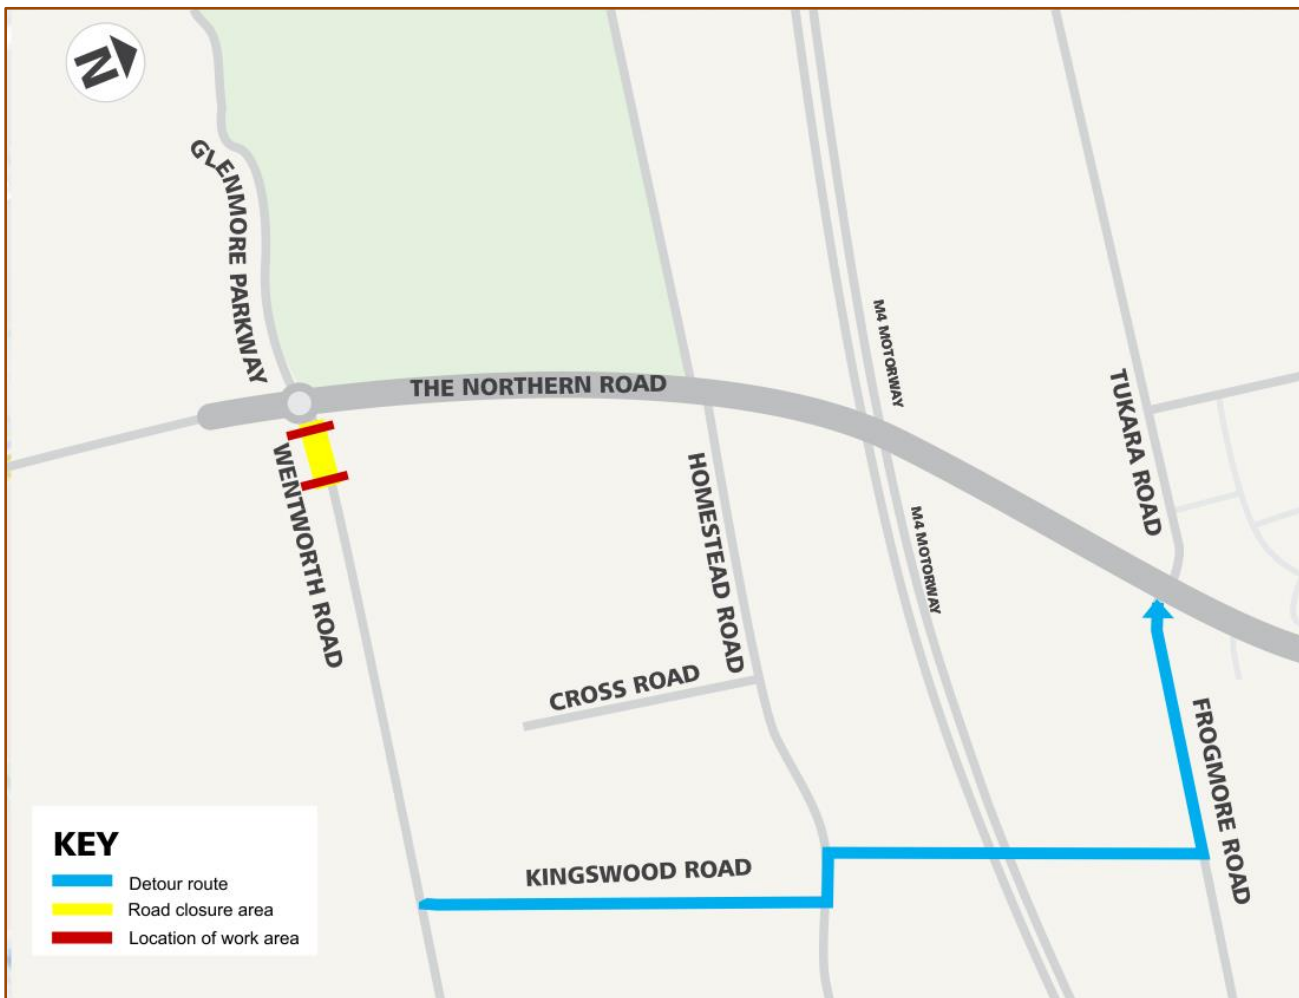 N
GLENMORE PARKWAY
THE NORTHERN ROAD
M4 MOTORWAY
TUKARA ROAD
WENTWORTH ROAD
HOMESTEAD ROAD
M4 MOTORWAY
CROSS ROAD
FROGMORE ROAD
KINGSWOOD ROAD
KEY
Detour route
Road closure area
Location of work area